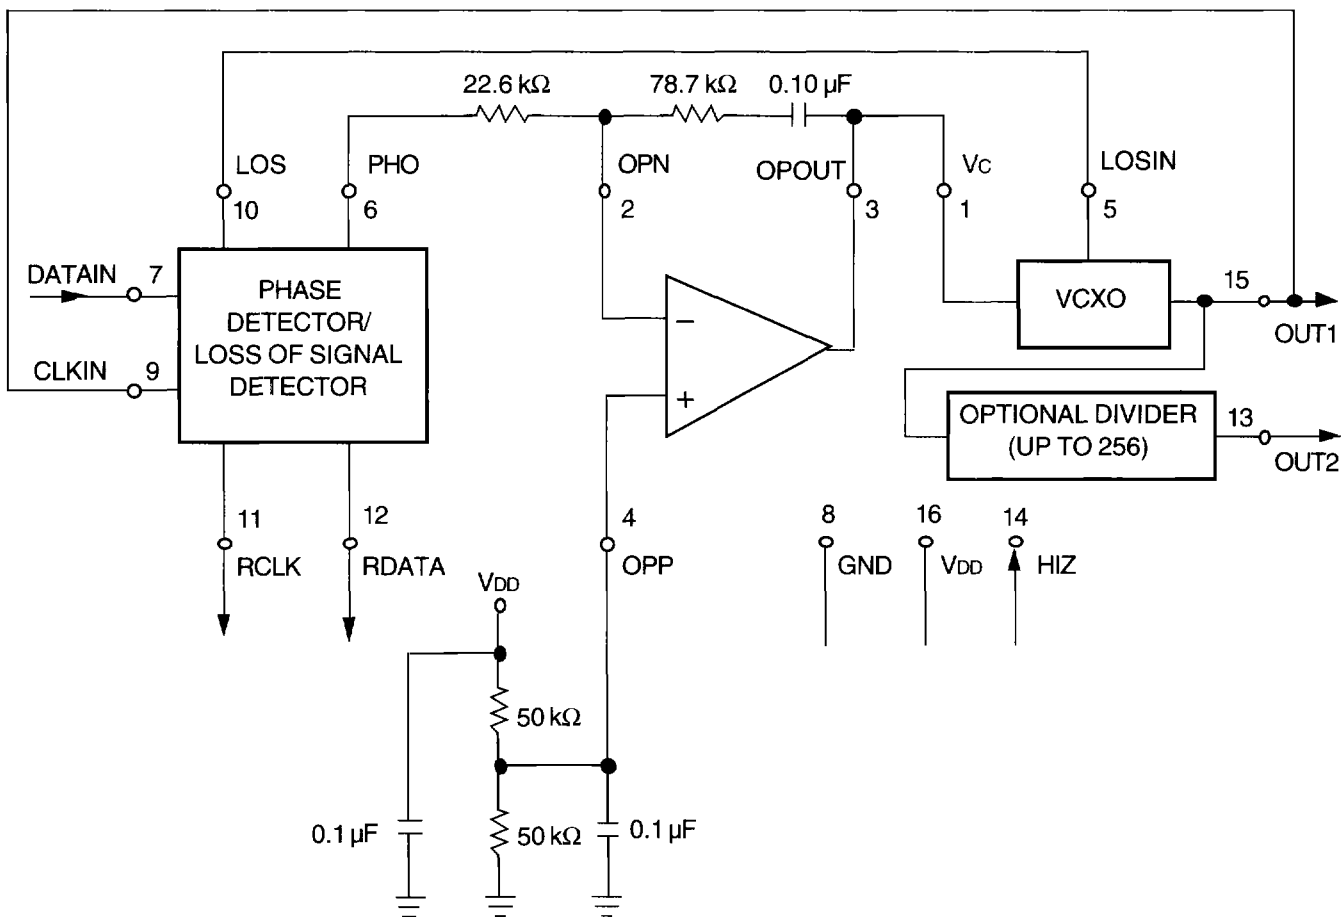 22.6 kΩ
78.7 kΩ
0.10 µF
LOS
PHO
OPN
OPOUT
VC
LOSIN
10
6
2
3
1
5
DATAIN
7
PHASE
DETECTOR/
LOSS OF SIGNAL
DETECTOR
CLKIN
9
−
+
VCXO
15
OUT1
OPTIONAL DIVIDER
(UP TO 256)
13
OUT2
11
RCLK
12
RDATA
4
OPP
8
GND
16
VDD
14
HIZ
VDD
50 kΩ
0.1 µF
50 kΩ
0.1 µF